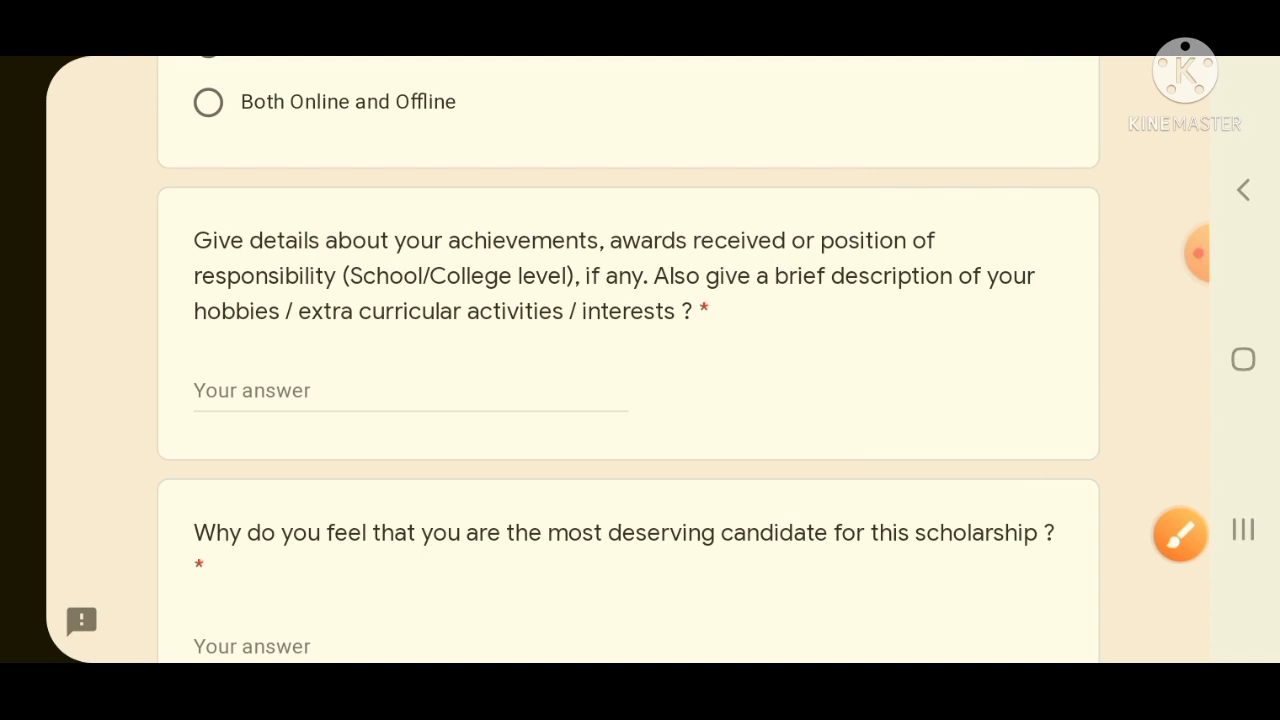 Both Online and Offline
K
KINEMASTER
Give details about your achievements, awards received or position of
responsibility (School/College level), if any. Also give a brief description of your
hobbies / extra curricular activities / interests ? *
Your answer
Why do you feel that you are the most deserving candidate for this scholarship ?
*
Your answer